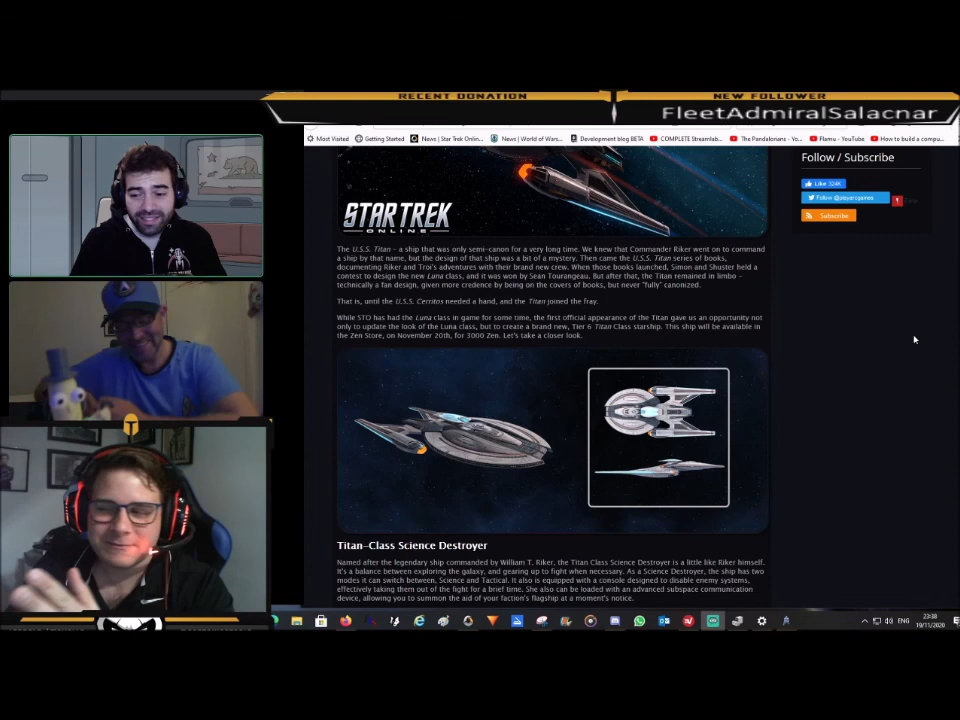 RECENT DONATION
NEW FOLLOWER
FleetAdmiralSalacnar
Most Visited
Getting Started
News | Star Trek Onlin...
News | World of Wars...
Development blog BETA
COMPLETE Streamlab...
The Pandalorians - Yo...
Flamu - YouTube
How to build a compu...
Follow / Subscribe
Like 324K
Follow @playarcgames
Subscribe
STAR TREK
ONLINE
The U.S.S. Titan – a ship that was only semi-canon for a very long time. We knew that Commander Riker went on to command
a ship by that name, but the design of that ship was a bit of a mystery. Then came the U.S.S. Titan series of books,
documenting Riker and Troi's adventures with their brand new crew. When those books launched, Simon and Shuster held a
contest to design the new Luna class, and it was won by Sean Tourangeau. But after that, the Titan remained in limbo –
technically a fan design, given more credence by being on the covers of books, but never "fully" canonized.
That is, until the U.S.S. Cerritos needed a hand, and the Titan joined the fray.
While STO has had the Luna class in game for some time, the first official appearance of the Titan gave us an opportunity not
only to update the look of the Luna class, but to create a brand new, Tier 6 Titan Class starship. This ship will be available in
the Zen Store, on November 20th, for 3000 Zen. Let's take a closer look.
Titan-Class Science Destroyer
Named after the legendary ship commanded by William T. Riker, the Titan Class Science Destroyer is a little like Riker himself.
It's a balance between exploring the galaxy, and gearing up to fight when necessary. As a Science Destroyer, the ship has two
modes it can switch between, Science and Tactical. It also is equipped with a console designed to disable enemy systems,
effectively taking them out of the fight for a brief time. She also can be loaded with an advanced subspace communication
device, allowing you to summon the aid of your faction's flagship at a moment's notice.
ENG
23:38
19/11/2020